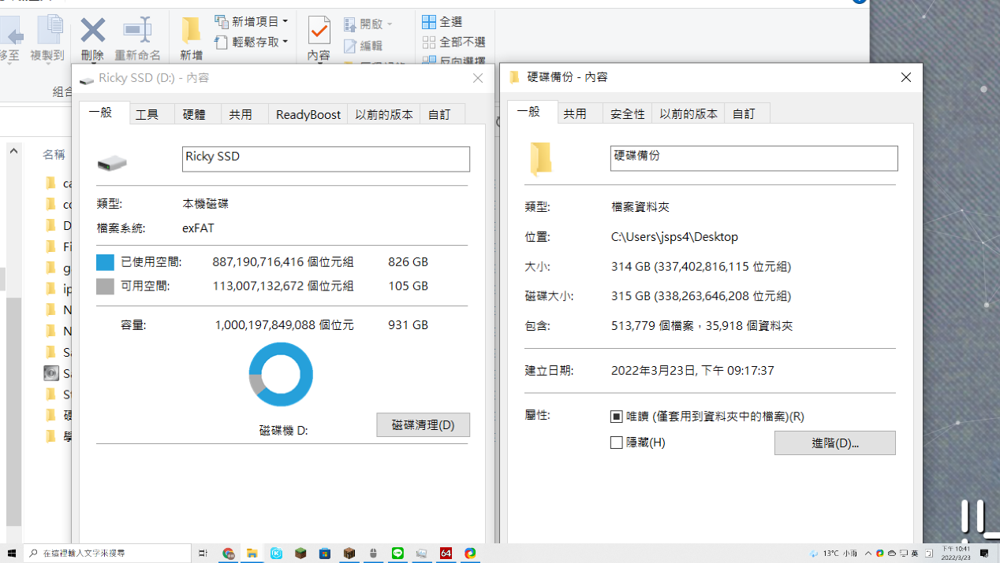 新增項目
全選
開啟
輕鬆存取
全部不選
編輯
移至
複製到
刪除
重新命名
新增
內容
反向選擇
組合
名稱
Ricky SSD (D:) - 內容
一般
工具
硬體
共用
ReadyBoost
以前的版本
自訂
Ricky SSD
類型:
本機磁碟
檔案系統:
exFAT
已使用空間:
887,190,716,416 個位元組
826 GB
可用空間:
113,007,132,672 個位元組
105 GB
容量:
1,000,197,849,088 個位元
931 GB
磁碟機 D:
磁碟清理(D)
硬碟備份 - 內容
一般
共用
安全性
以前的版本
自訂
硬碟備份
類型:
檔案資料夾
位置:
C:\Users\jsps4\Desktop
大小:
314 GB (337,402,816,115 位元組)
磁碟大小:
315 GB (338,263,646,208 位元組)
包含:
513,779 個檔案，35,918 個資料夾
建立日期:
2022年3月23日, 下午 09:17:37
屬性:
唯讀 (僅套用到資料夾中的檔案)(R)
隱藏(H)
進階(D)...
在這裡輸入文字來搜尋
64
13°C 小雨
英
下午 10:41
2022/3/23